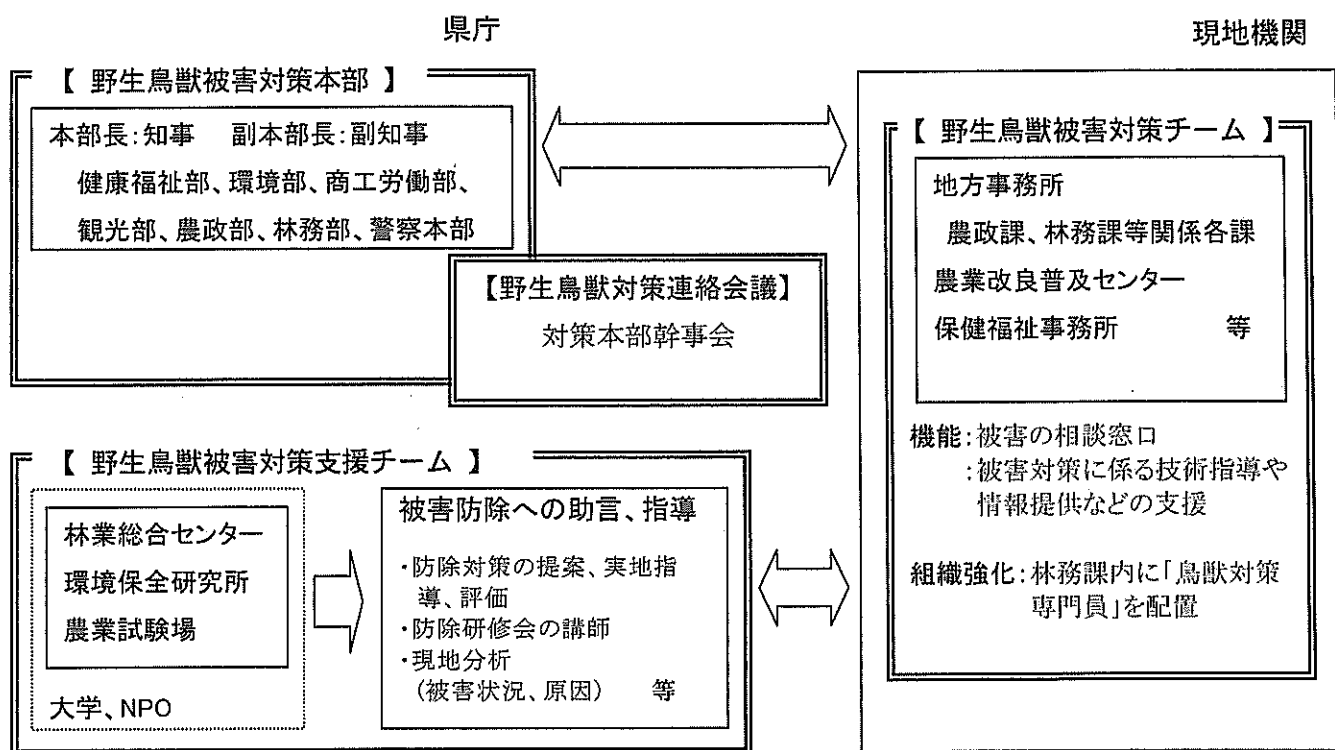 県庁
現地機関
【 野生鳥獣被害対策本部 】
本部長:知事 副本部長:副知事
健康福祉部、環境部、商工労働部、
観光部、農政部、林務部、警察本部
【野生鳥獣対策連絡会議】
対策本部幹事会
【 野生鳥獣被害対策チーム 】
地方事務所
農政課、林務課等関係各課
農業改良普及センター
保健福祉事務所 等
機能:被害の相談窓口
:被害対策に係る技術指導や
情報提供などの支援
組織強化:林務課内に「鳥獣対策
専門員」を配置
【 野生鳥獣被害対策支援チーム 】
林業総合センター
環境保全研究所
農業試験場
大学、NPO
被害防除への助言、指導
・防除対策の提案、実地指
導、評価
・防除研修会の講師
・現地分析
(被害状況、原因) 等